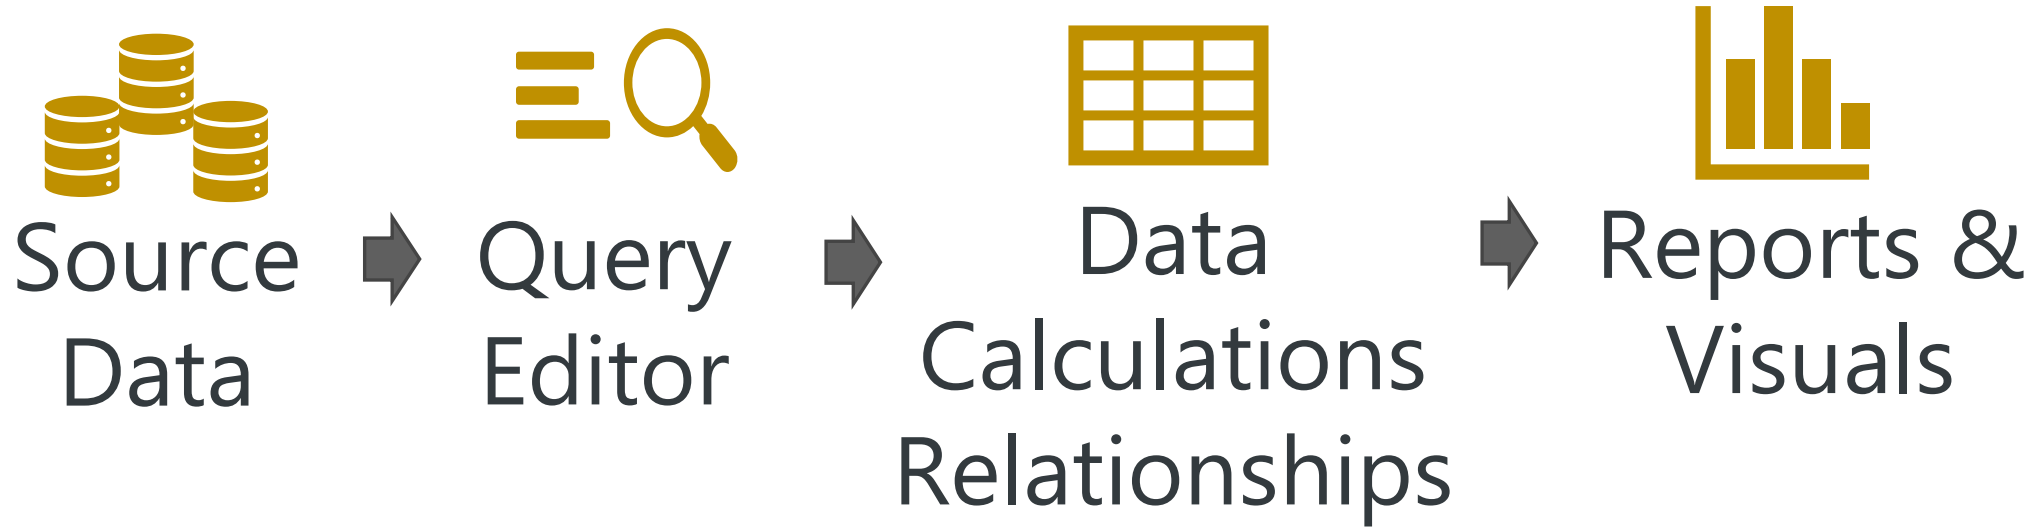 Source
Data
Query
Editor
Data
Calculations
Relationships
Reports &
Visuals